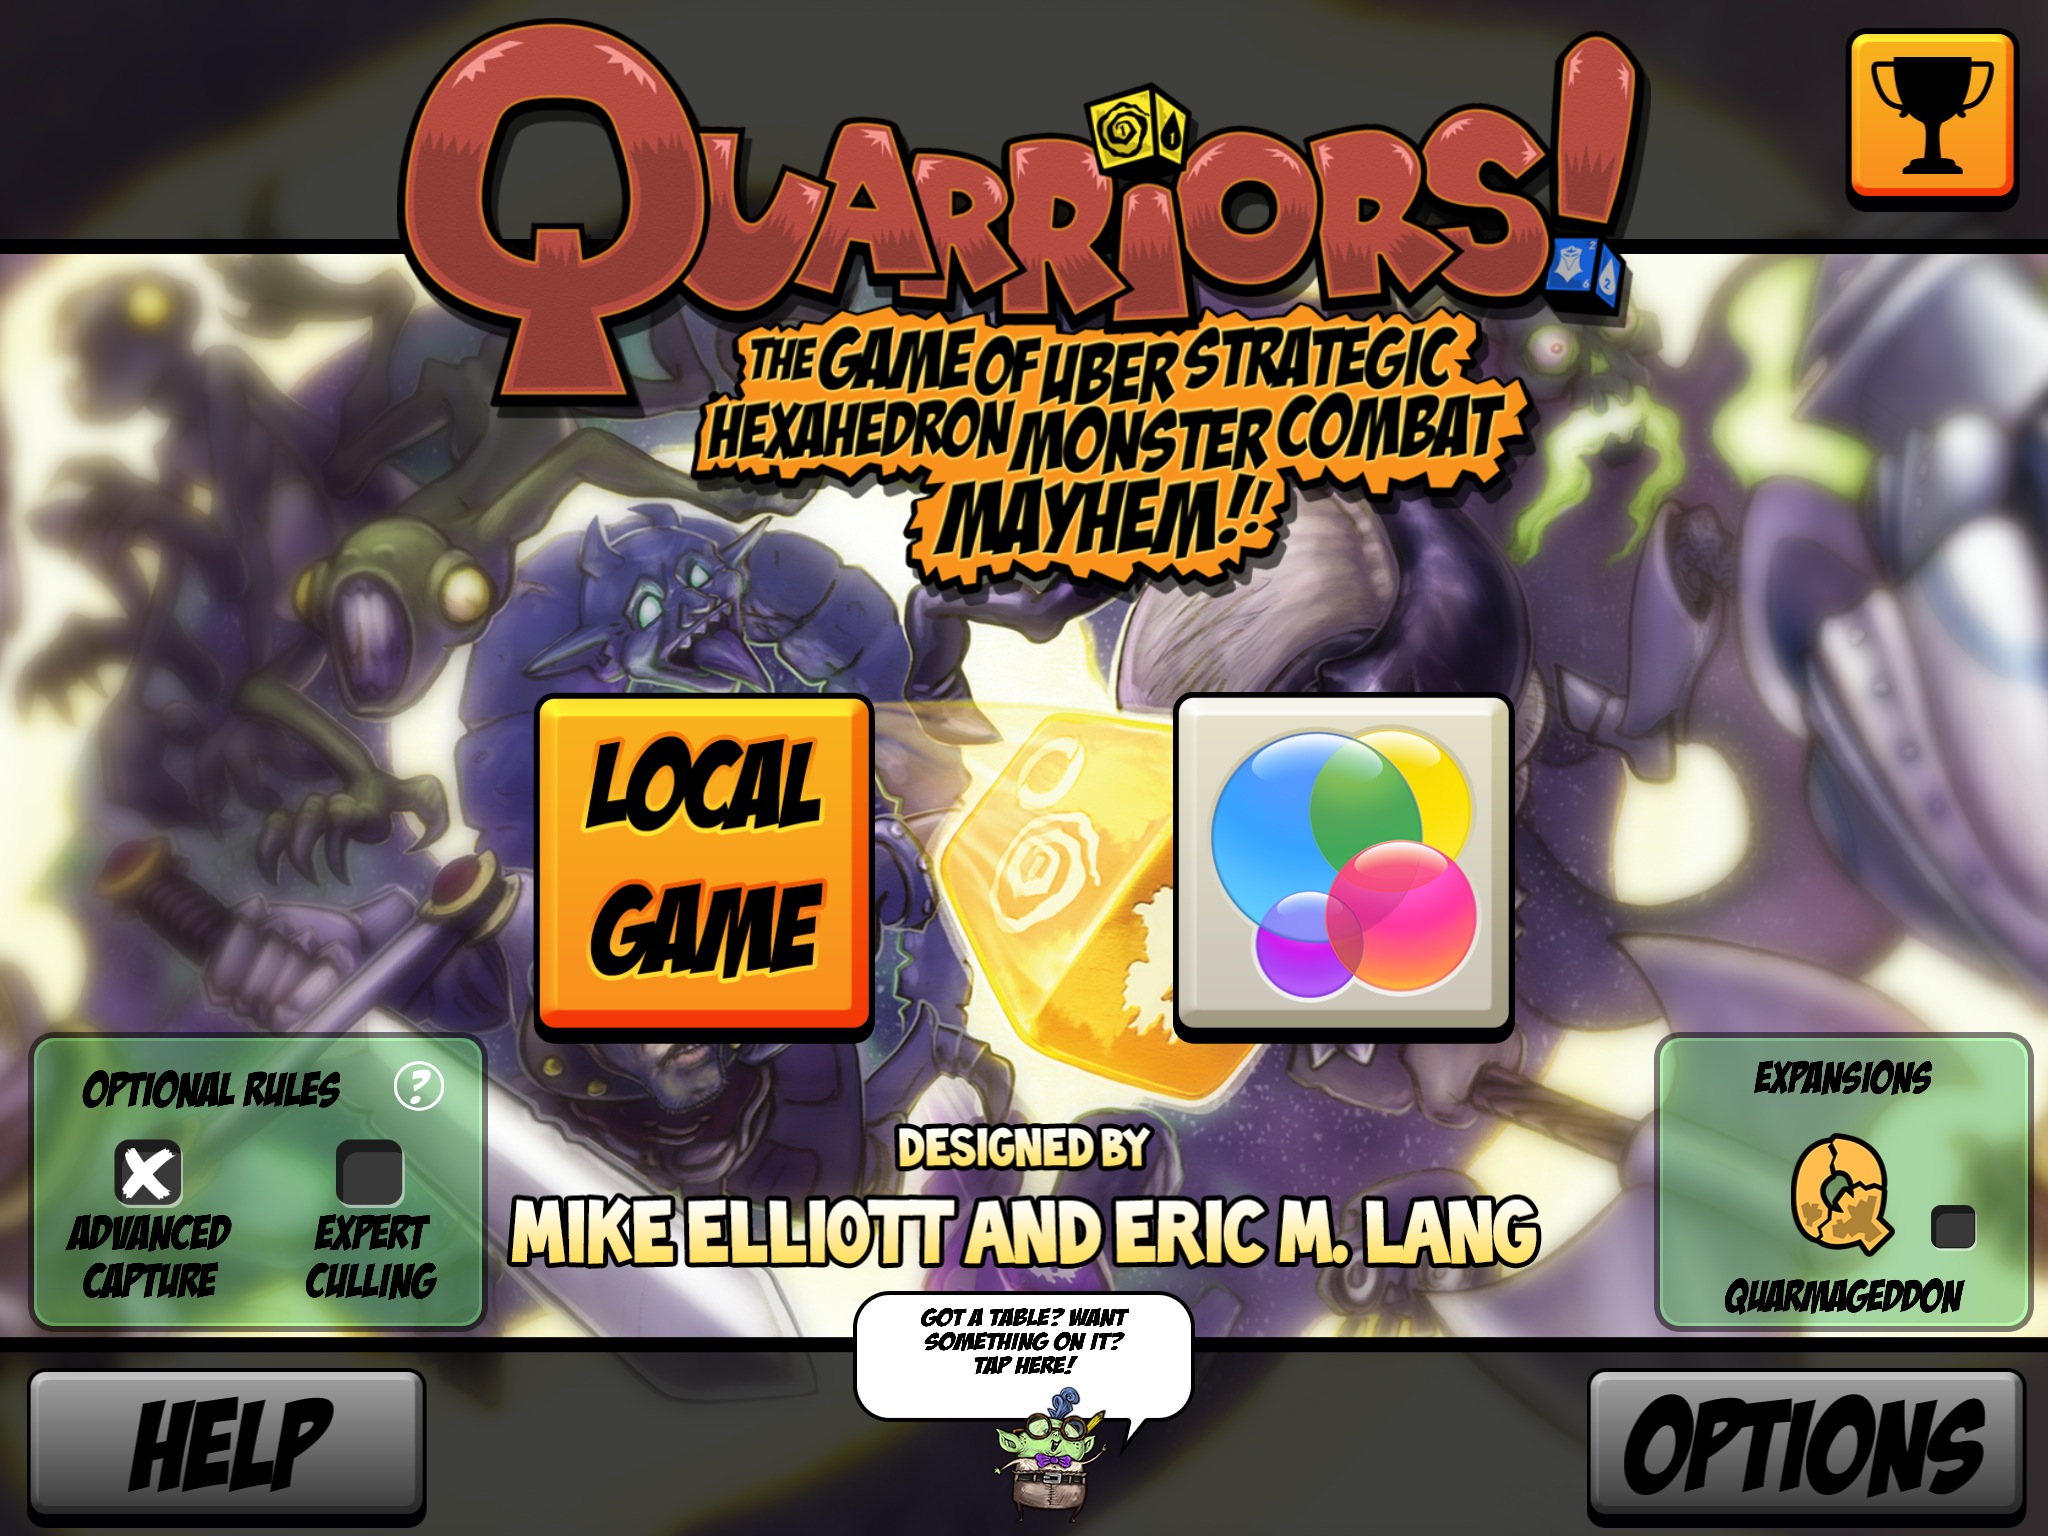 QUARRIORS!
THE GAME OF UBER STRATEGIC
HEXAHEDRON MONSTER COMBAT
MAYHEM!!
LOCAL
GAME
OPTIONAL RULES ?
ADVANCED
CAPTURE
EXPERT
CULLING
EXPANSIONS
Q
QUARMAGEDDON
DESIGNED BY
MIKE ELLIOTT AND ERIC M. LANG
GOT A TABLE? WANT
SOMETHING ON IT?
TAP HERE!
HELP
OPTIONS